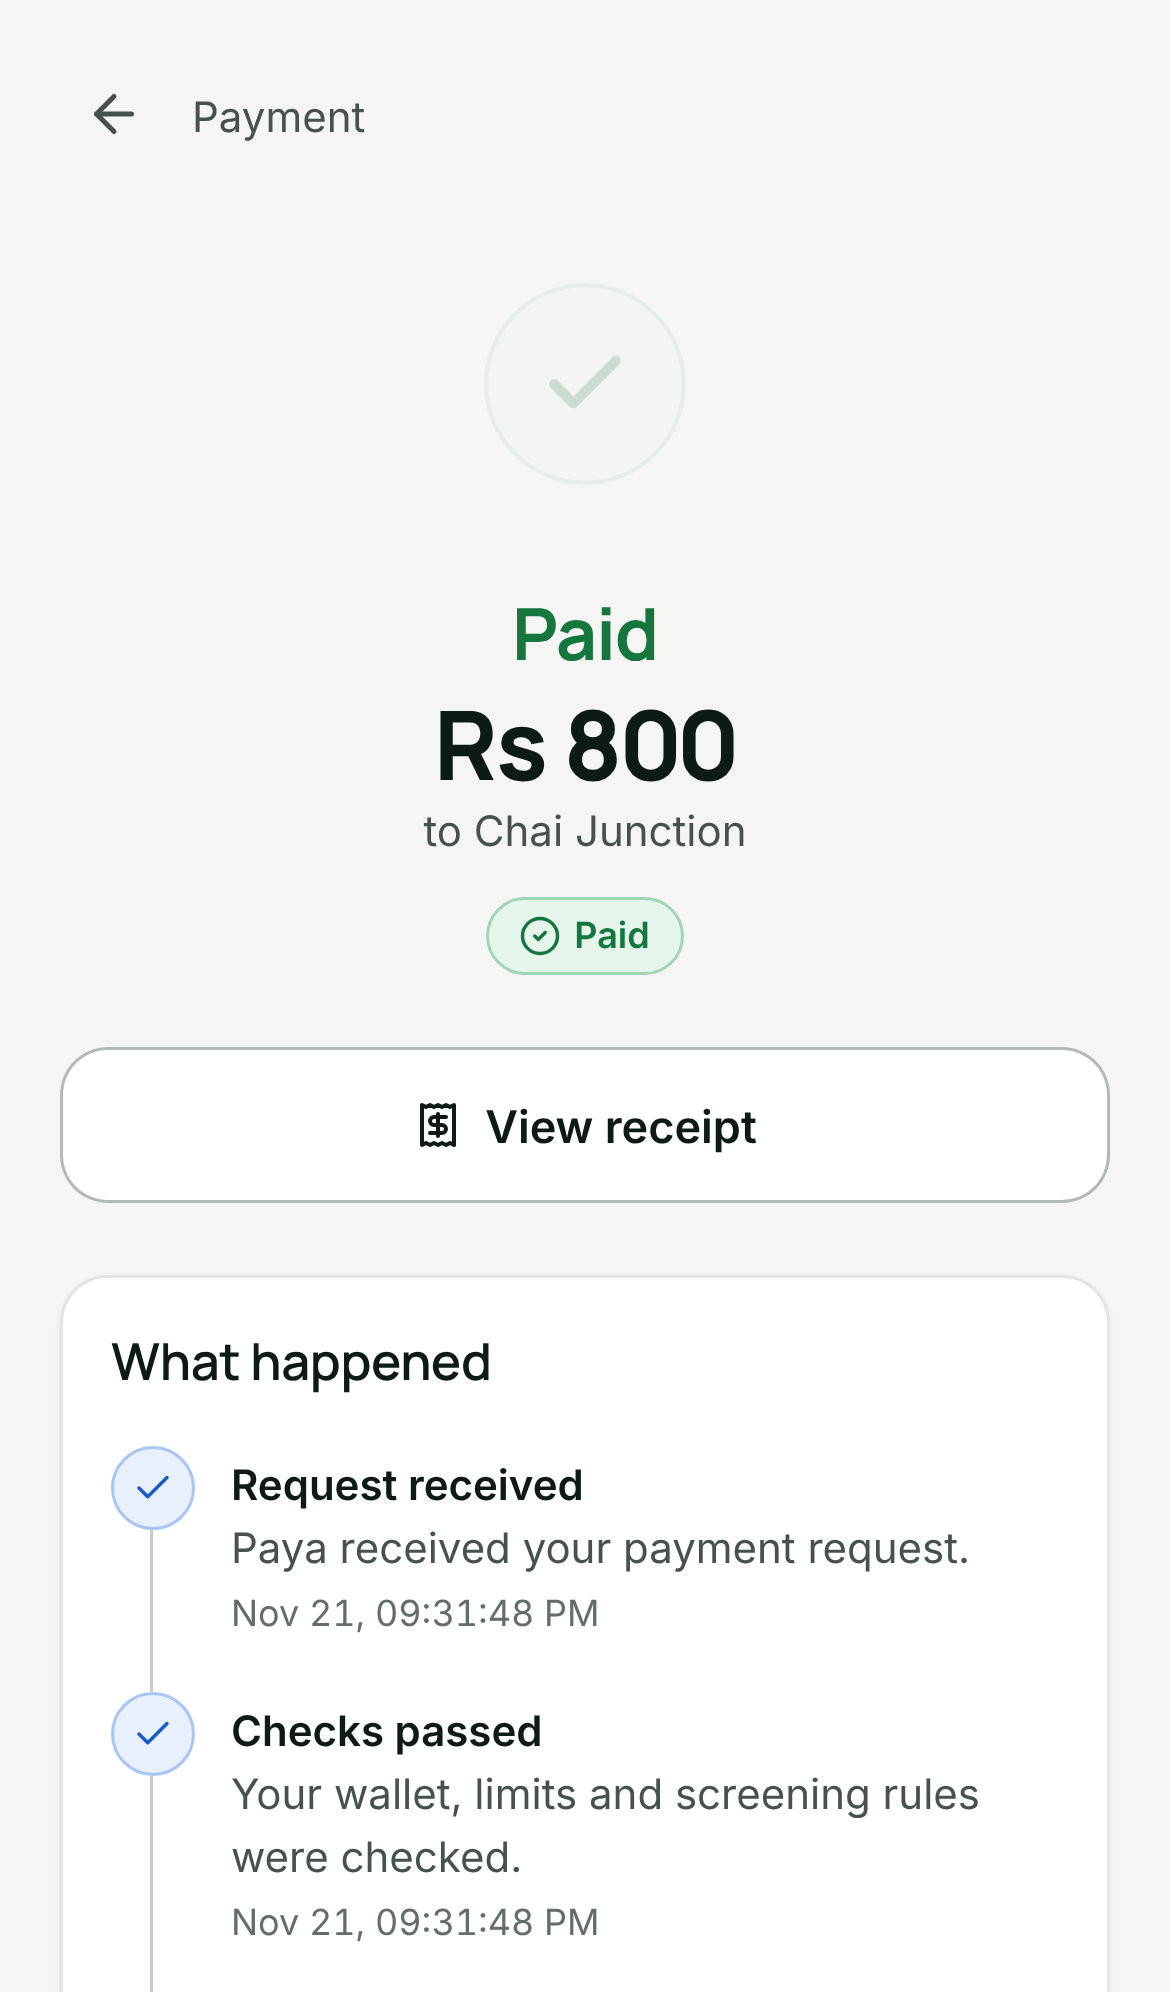 Payment
Paid
Rs 800
to Chai Junction
Paid
View receipt
What happened
Request received
Paya received your payment request.
Nov 21, 09:31:48 PM
Checks passed
Your wallet, limits and screening rules
were checked.
Nov 21, 09:31:48 PM